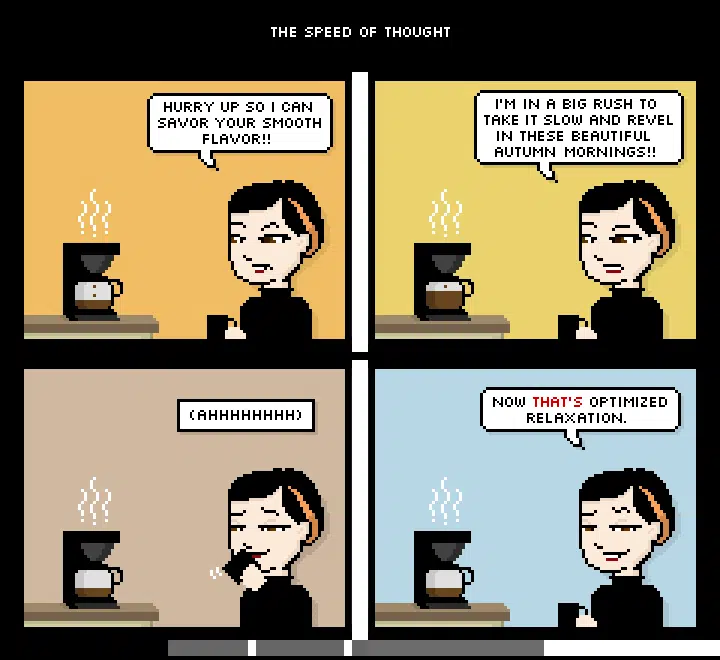 THE SPEED OF THOUGHT
HURRY UP SO I CAN
SAVOR YOUR SMOOTH
FLAVOR!!
I'M IN A BIG RUSH TO
TAKE IT SLOW AND REVEL
IN THESE BEAUTIFUL
AUTUMN MORNINGS!!
(AHHHHHHHH)
NOW THAT'S OPTIMIZED
RELAXATION.